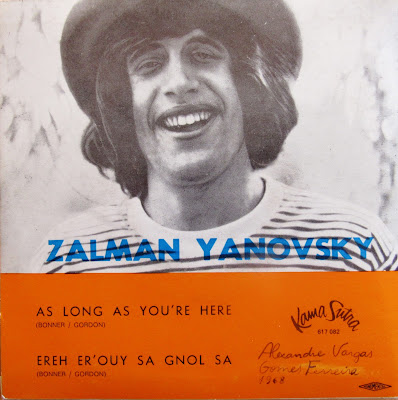 ZALMAN YANOVSKY
AS LONG AS YOU'RE HERE
(BONNER / GORDON)
Kama Sutra
617 082
EREH ER'OUY SA GNOL SA
(BONNER / GORDON)
Alexandre Vargas
Gomes Ferreira
1968